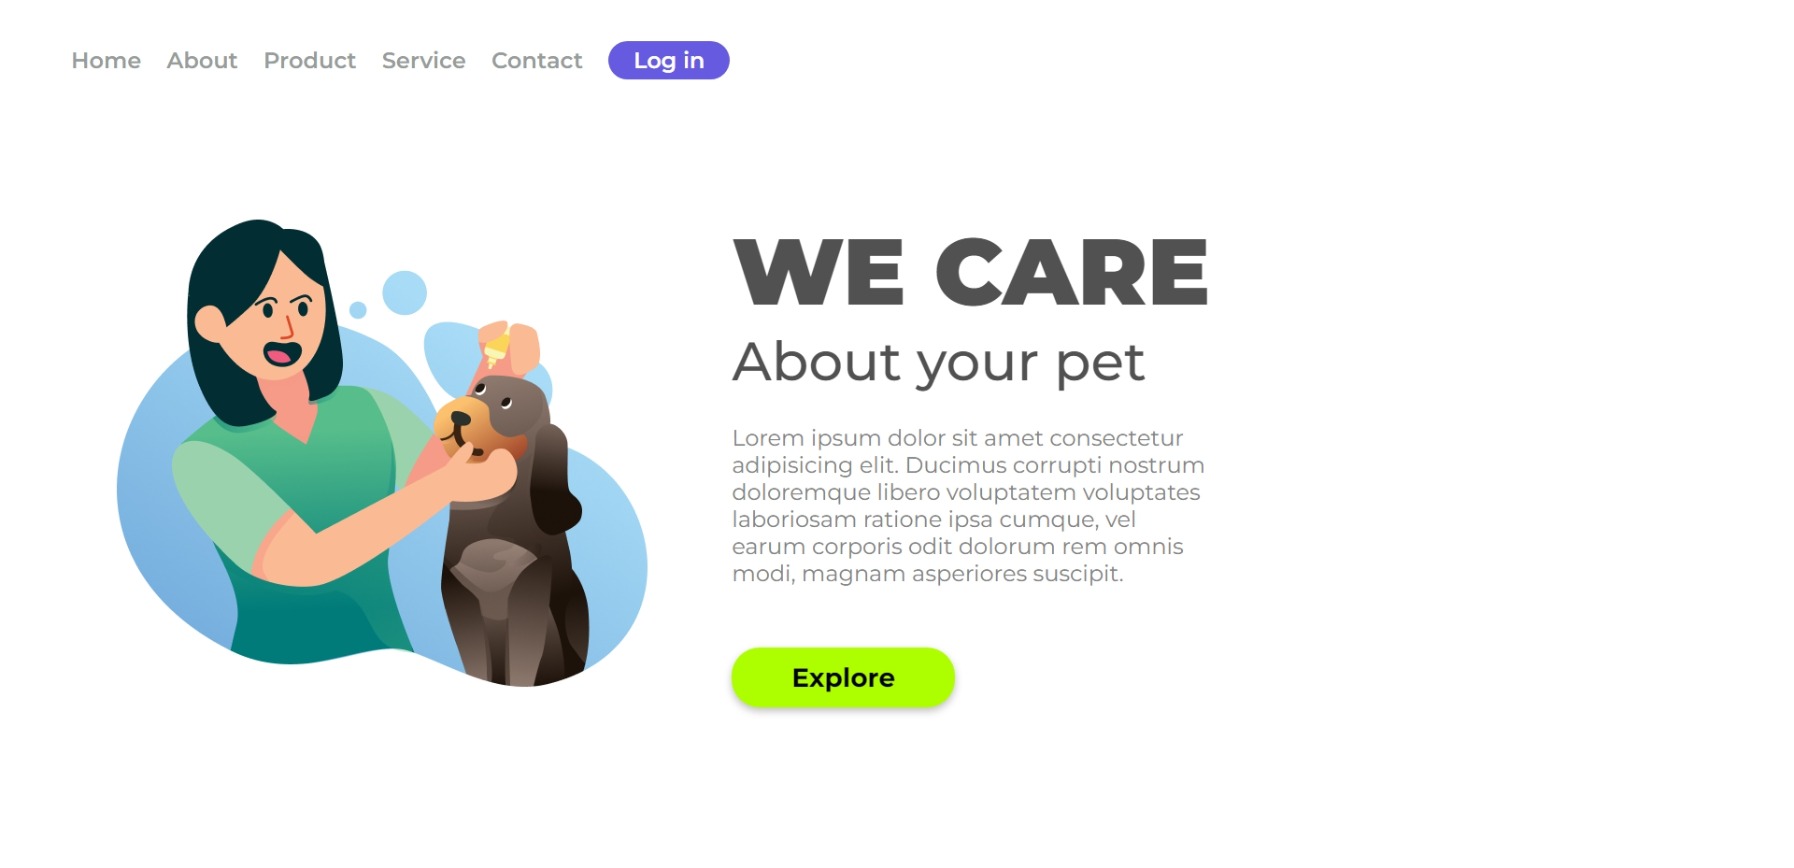 Home About Product Service Contact Log in
WE CARE
About your pet
Lorem ipsum dolor sit amet consectetur
adipisicing elit. Ducimus corrupti nostrum
doloremque libero voluptatem voluptates
laboriosam ratione ipsa cumque, vel
earum corporis odit dolorum rem omnis
modi, magnam asperiores suscipit.
Explore